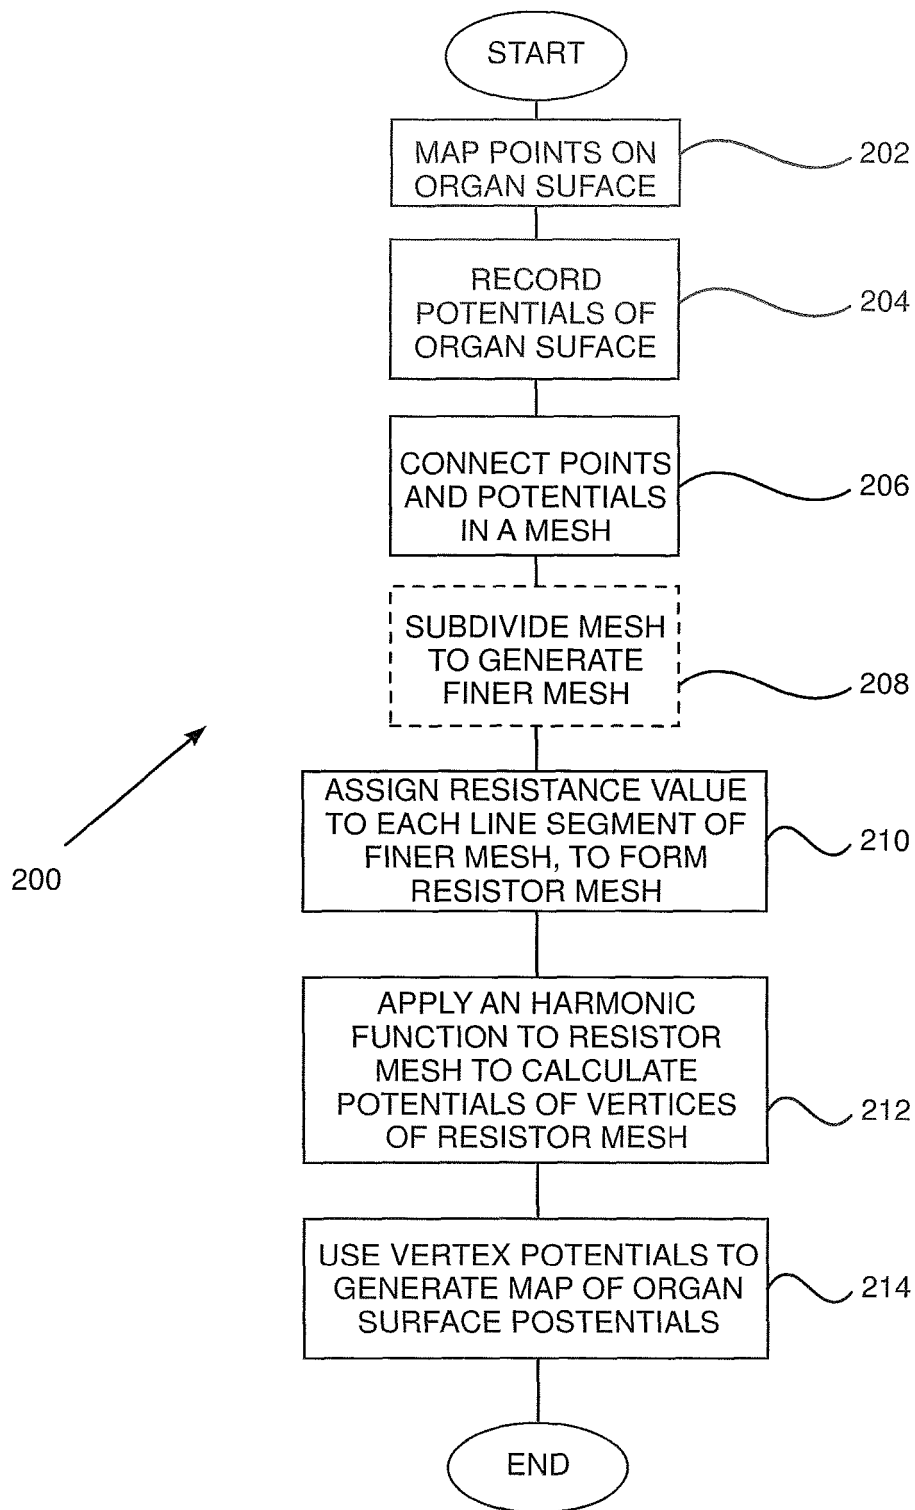 START
MAP POINTS ON
ORGAN SUFACE
202
RECORD
POTENTIALS OF
ORGAN SUFACE
204
CONNECT POINTS
AND POTENTIALS
IN A MESH
206
SUBDIVIDE MESH
TO GENERATE
FINER MESH
208
ASSIGN RESISTANCE VALUE
TO EACH LINE SEGMENT OF
FINER MESH, TO FORM
RESISTOR MESH
210
200
APPLY AN HARMONIC
FUNCTION TO RESISTOR
MESH TO CALCULATE
POTENTIALS OF VERTICES
OF RESISTOR MESH
212
USE VERTEX POTENTIALS TO
GENERATE MAP OF ORGAN
SURFACE POSTENTIALS
214
END